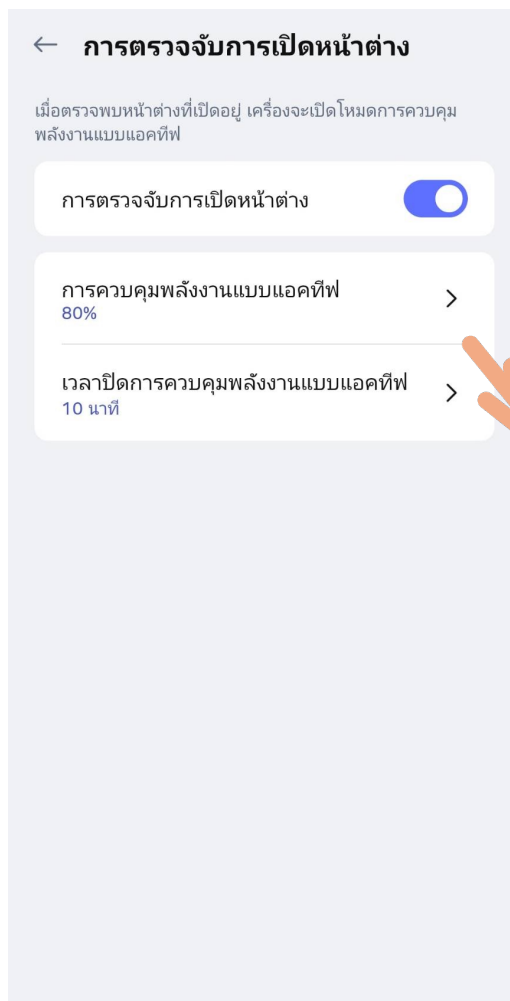 การตรวจจับการเปิดหน้าต่าง
เมื่อตรวจพบหน้าต่างที่เปิดอยู่ เครื่องจะเปิดโหมดการควบคุม
พลังงานแบบแอคทีฟ
การตรวจจับการเปิดหน้าต่าง
การควบคุมพลังงานแบบแอคทีฟ
80%
เวลาปิดการควบคุมพลังงานแบบแอคทีฟ
10 นาที